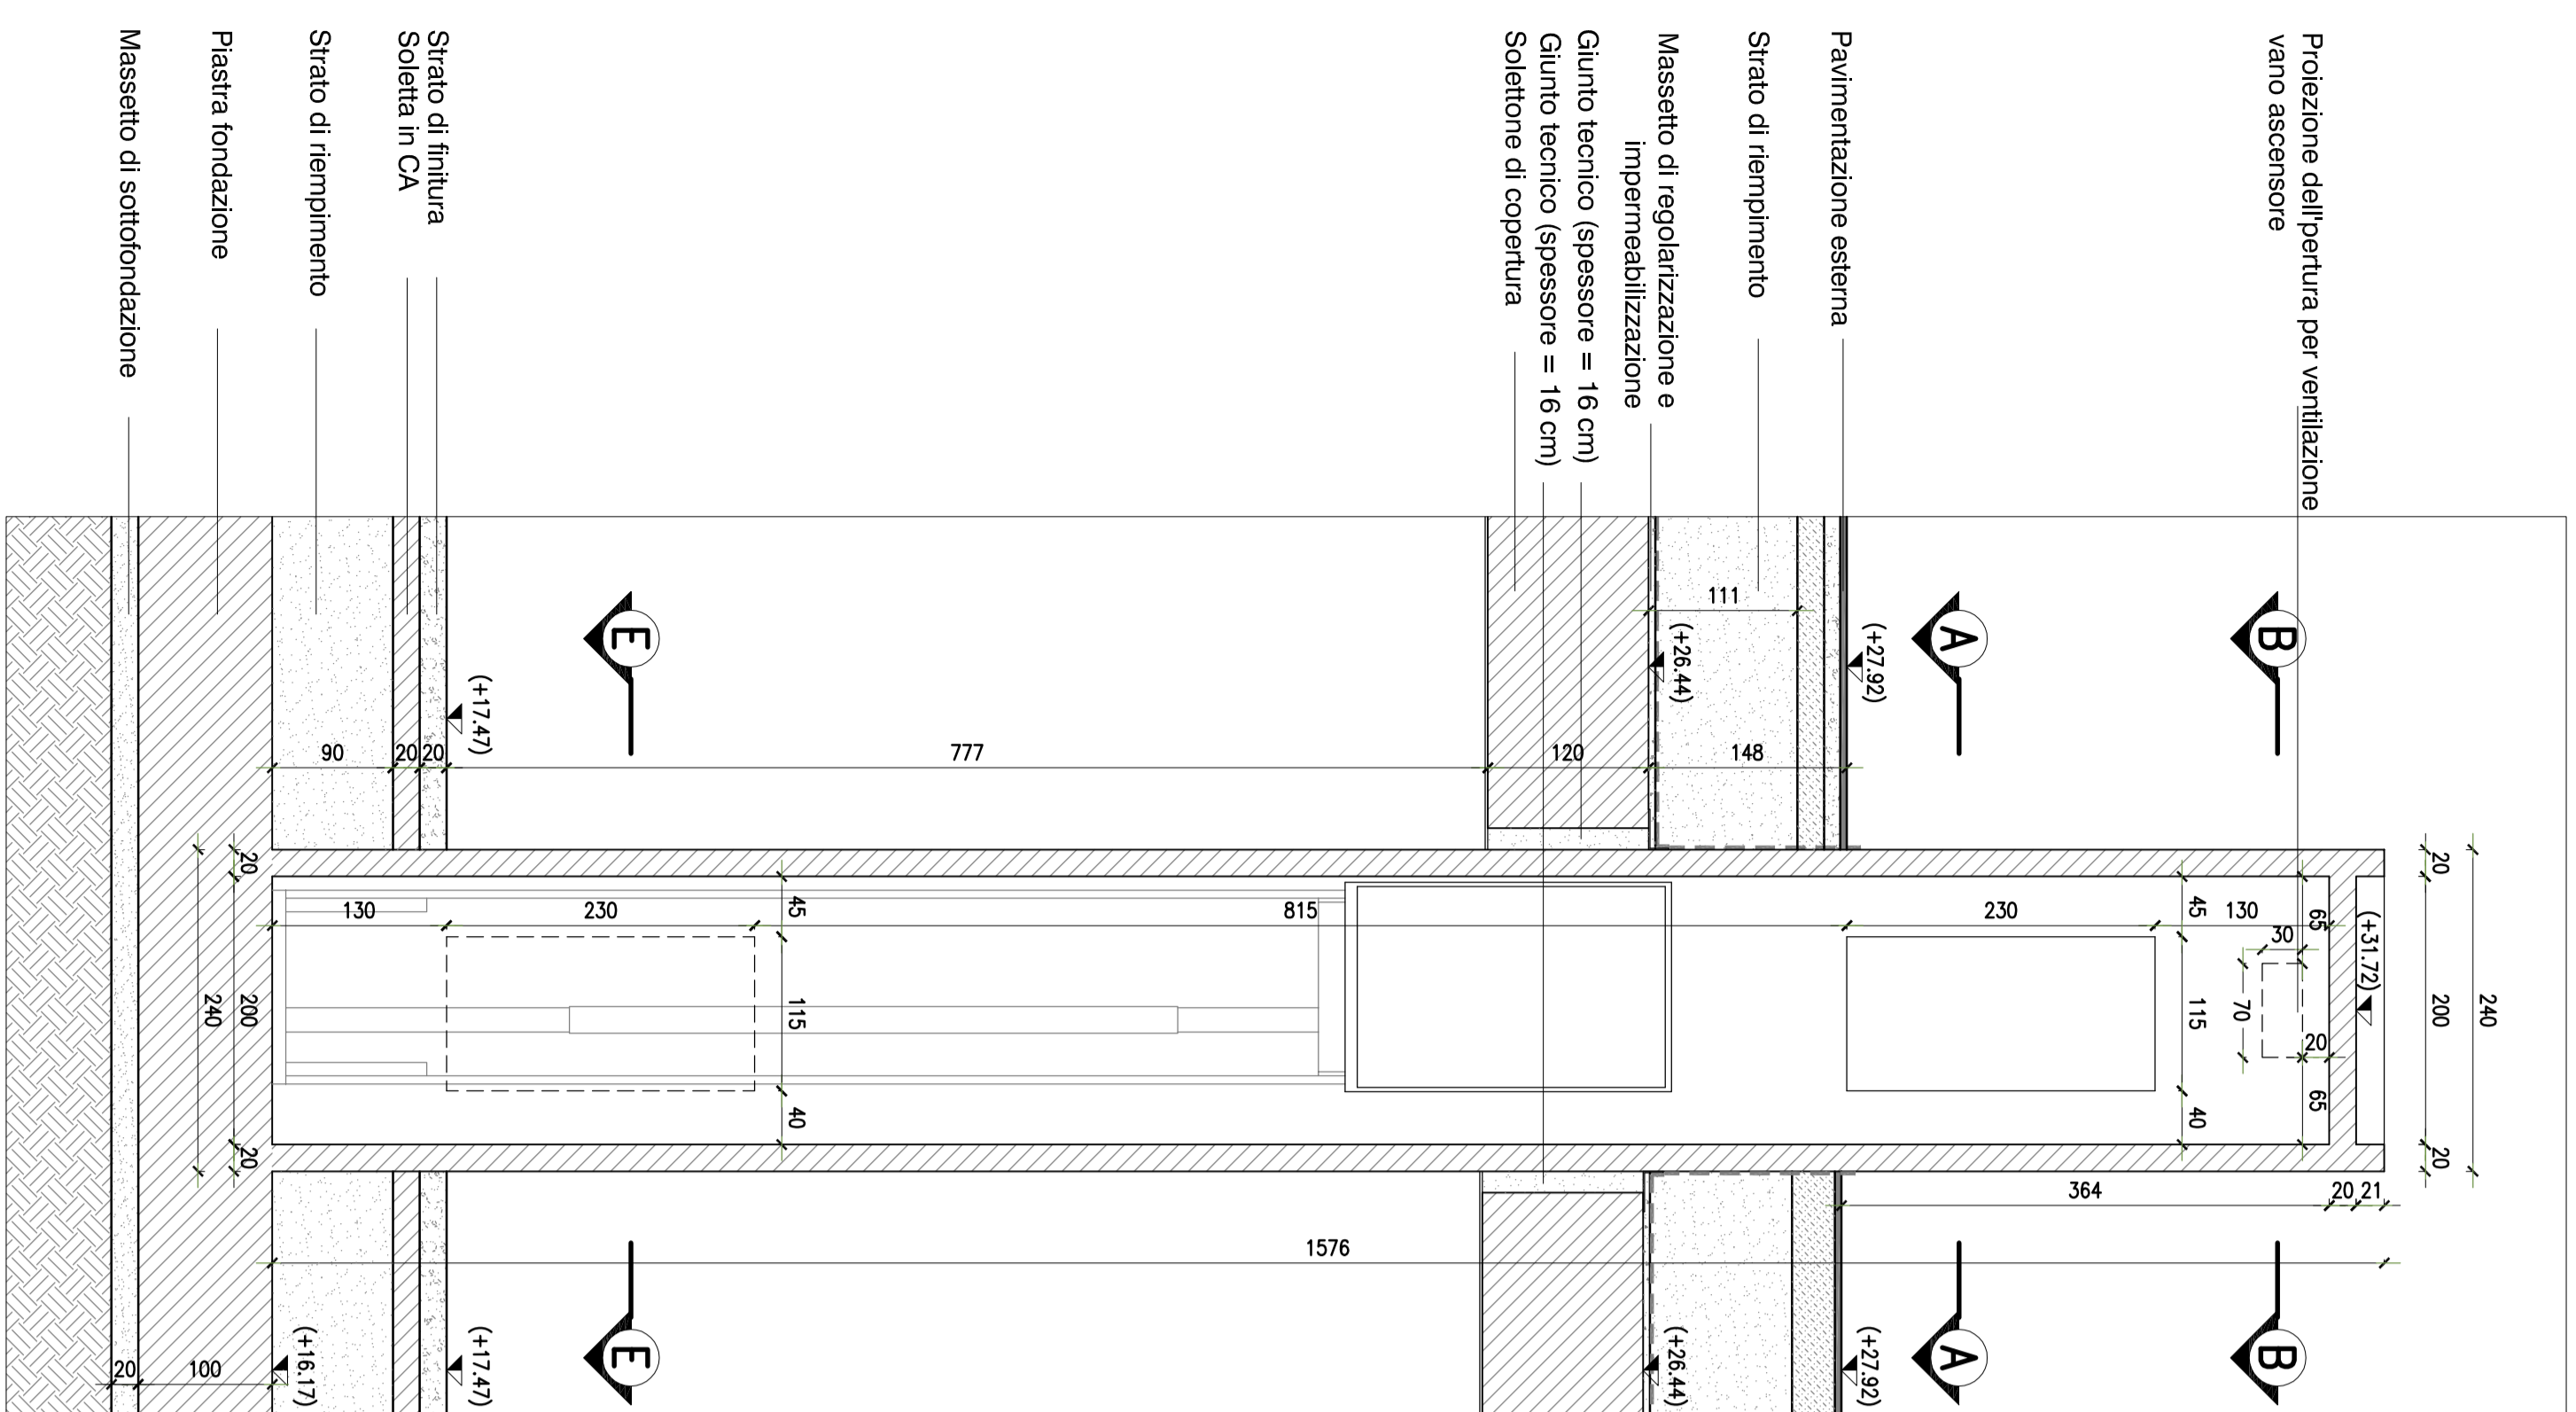 Proiezione dell'pertura per ventilazione
vano ascensore
Pavimentazione esterna
Strato di riempimento
Massetto di regolarizzazione e
impermeabilizzazione
Giunto tecnico (spessore = 16 cm)
Giunto tecnico (spessore = 16 cm)
Solettone di copertura
Strato di finitura
Soletta in CA
Strato di riempimento
Piastra fondazione
Massetto di sottofondazione
B
A
E
(+27.92)
(+26.44)
(+17.47)
111
148
120
777
20
20
90
240
20
200
20
(+31.72)
65
65
20
30
70
130
230
45
115
40
815
45
115
40
230
130
20
200
20
240
21
20
364
1576
B
A
E
(+27.92)
(+26.44)
(+17.47)
(+16.17)
100
20